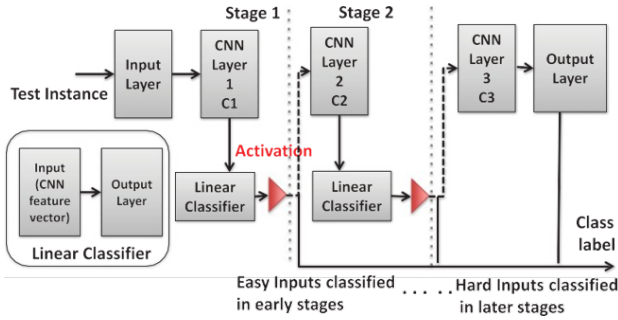 Stage 1
Stage 2
Test Instance
Input
Layer
CNN
Layer
1
C1
CNN
Layer
2
C2
CNN
Layer
3
C3
Output
Layer
Activation
Linear
Classifier
Linear
Classifier
Input
(CNN
feature
vector)
Output
Layer
Linear Classifier
Class
label
Easy Inputs classified
in early stages
. . . . .
Hard Inputs classified
in later stages